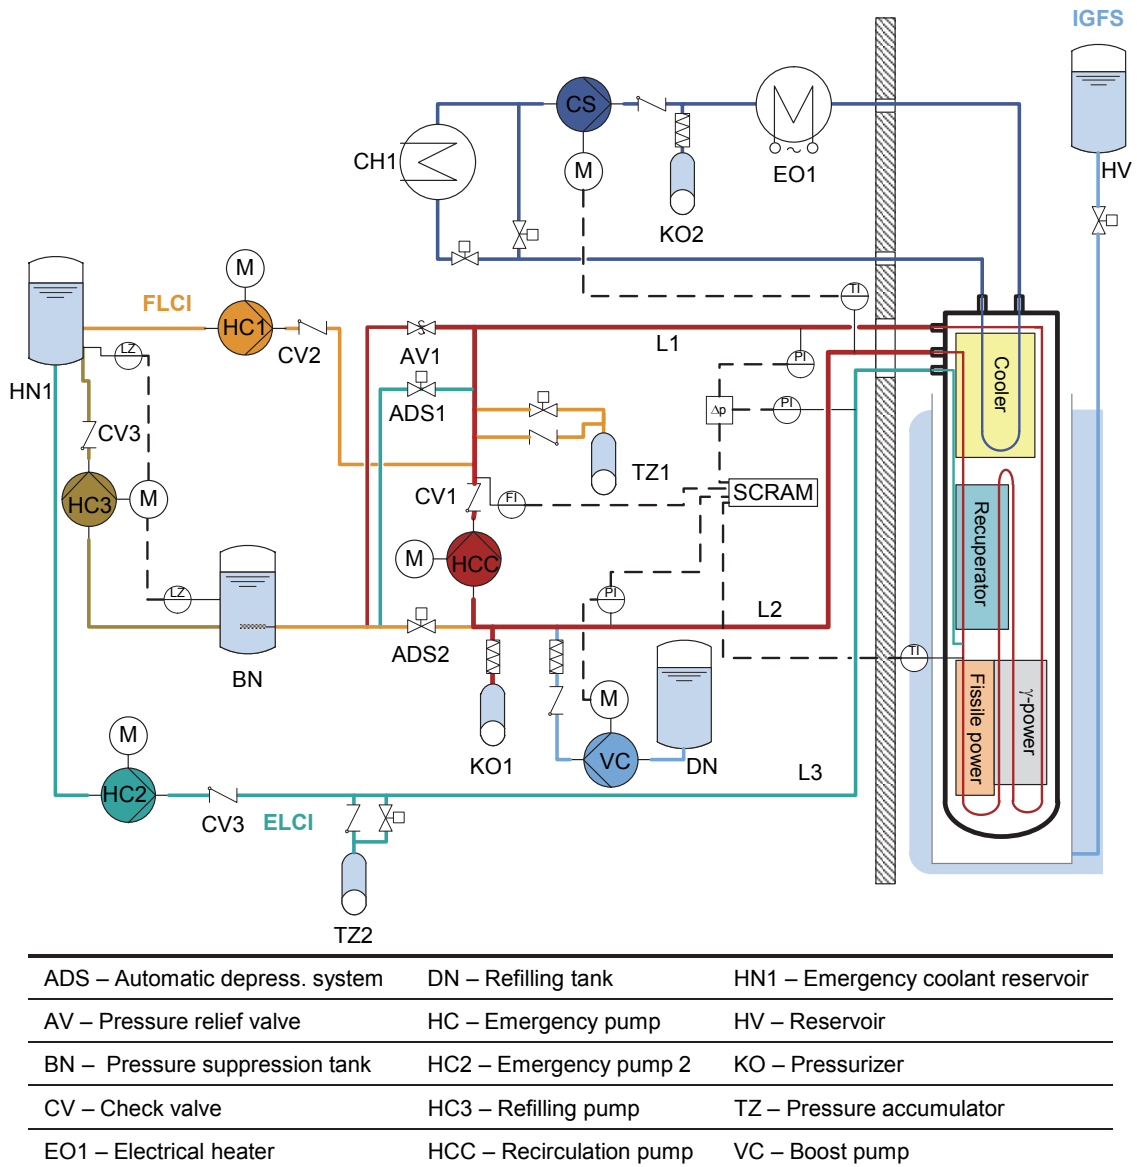 IGFS
CS
CH1
M
EO1
HV
KO2
M
HN1
FLCI
HC1
CV2
LZ
TI
AV1
L1
PI
ADS1
Δp
PI
Cooler
CV3
TZ1
CV1
FI
SCRAM
HC3
M
M
HCC
Recuperator
LZ
PI
L2
BN
ADS2
TI
M
M
KO1
VC
DN
Fissile power
γ-power
HC2
CV3
ELCI
L3
TZ2
ADS – Automatic depress. system DN – Refilling tank HN1 – Emergency coolant reservoir
AV – Pressure relief valve HC – Emergency pump HV – Reservoir
BN – Pressure suppression tank HC2 – Emergency pump 2 KO – Pressurizer
CV – Check valve HC3 – Refilling pump TZ – Pressure accumulator
EO1 – Electrical heater HCC – Recirculation pump VC – Boost pump